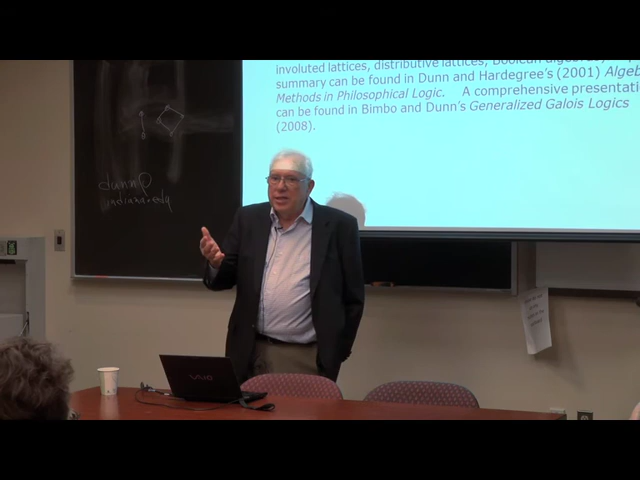 involuted lattices, distributive lattices, Boolean algebras,
summary can be found in Dunn and Hardegree's (2001) Algeb
Methods in Philosophical Logic. A comprehensive presentati
can be found in Bimbo and Dunn's Generalized Galois Logics
(2008).
dunn@
indiana.edu
VAIO